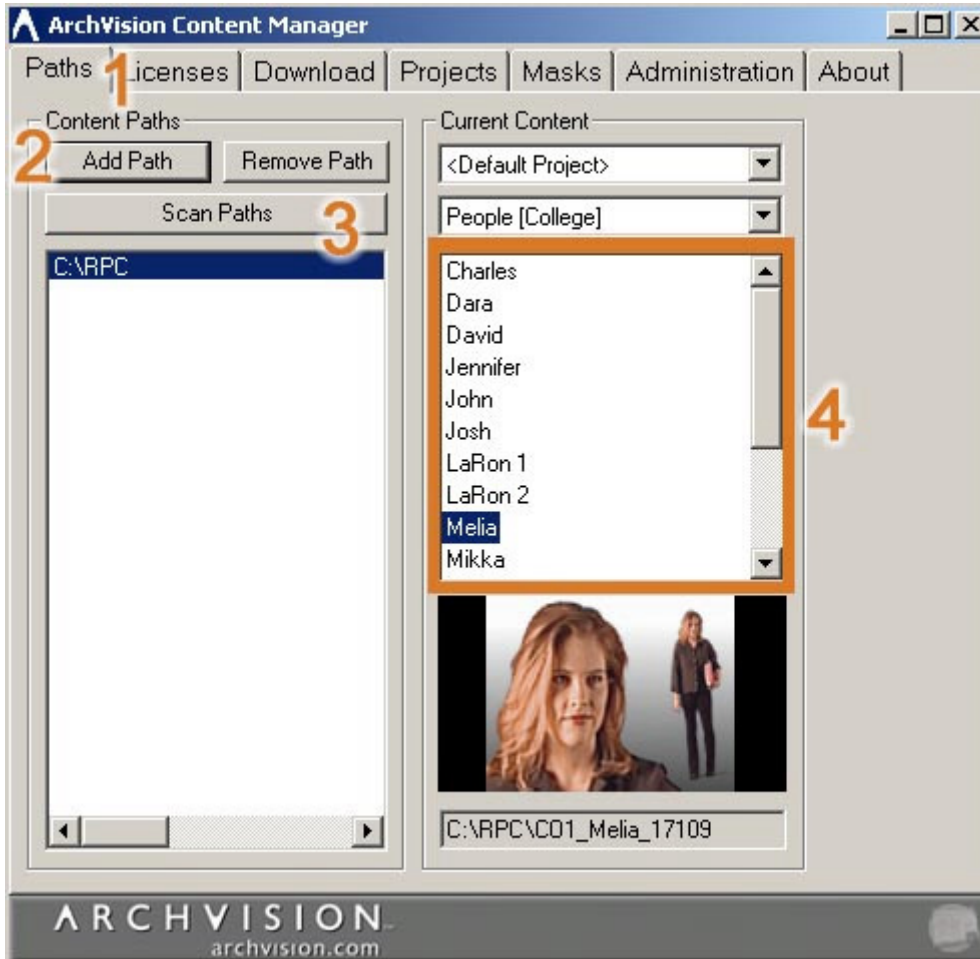 ArchVision Content Manager
Paths 1 Licenses Download Projects Masks Administration About
Content Paths
2 Add Path Remove Path
Scan Paths 3
C:\RPC
Current Content
<Default Project>
People [College]
Charles
Dara
David
Jennifer
John
Josh
LaRon 1
LaRon 2
Melia
Mikka
4
C:\RPC\CO1_Melia_17109
ARCHVISION
archvision.com